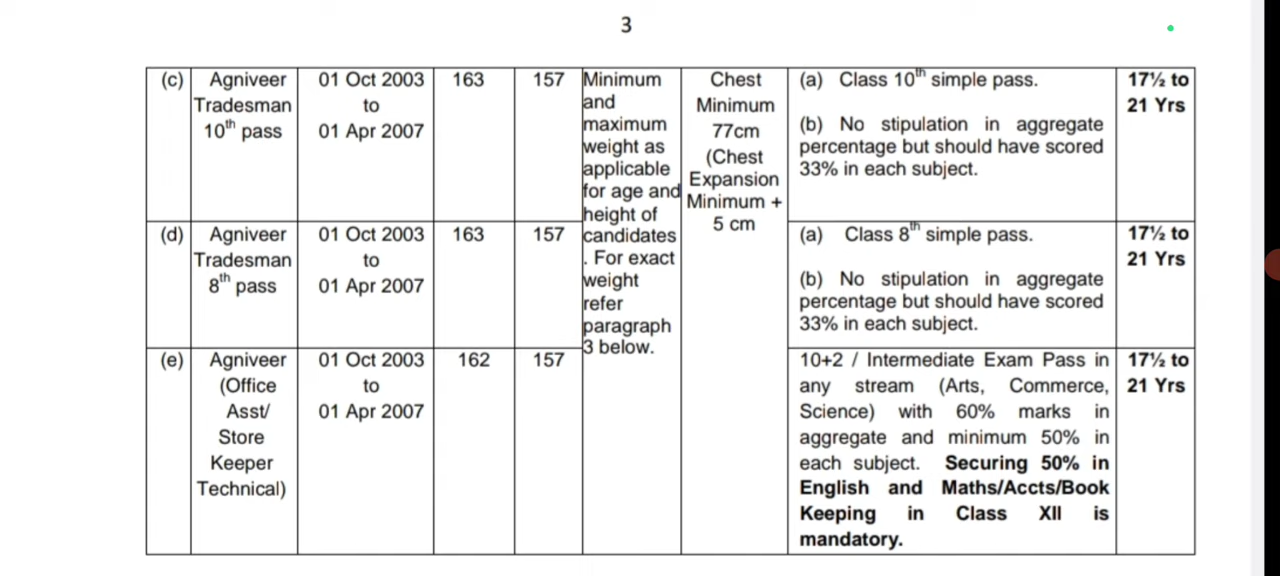 3
(c)
Agniveer
Tradesman
10th pass
01 Oct 2003
to
01 Apr 2007
163
157
Minimum
and
maximum
weight as
applicable
for age and
height of
candidates
. For exact
weight
refer
paragraph
3 below.
Chest
Minimum
77cm
(Chest
Expansion
Minimum +
5 cm
(a) Class 10th simple pass.
(b) No stipulation in aggregate
percentage but should have scored
33% in each subject.
17½ to
21 Yrs
(d)
Agniveer
Tradesman
8th pass
01 Oct 2003
to
01 Apr 2007
163
157
(a) Class 8th simple pass.
(b) No stipulation in aggregate
percentage but should have scored
33% in each subject.
17½ to
21 Yrs
(e)
Agniveer
(Office
Asst/
Store
Keeper
Technical)
01 Oct 2003
to
01 Apr 2007
162
157
10+2 / Intermediate Exam Pass in
any stream (Arts, Commerce,
Science) with 60% marks in
aggregate and minimum 50% in
each subject. Securing 50% in
English and Maths/Accts/Book
Keeping in Class XII is
mandatory.
17½ to
21 Yrs